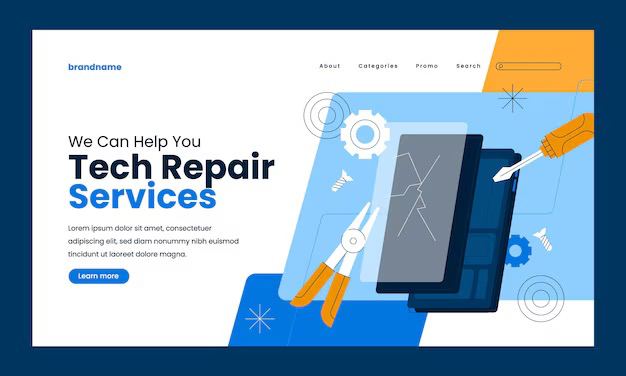 brandname
About Categories Promo Search
We Can Help You
Tech Repair
Services
Lorem ipsum dolor sit amet, consectetuer
adipiscing elit, sed diam nonummy nibh euismod
tincidunt ut laoreet dolore magna.
Learn more